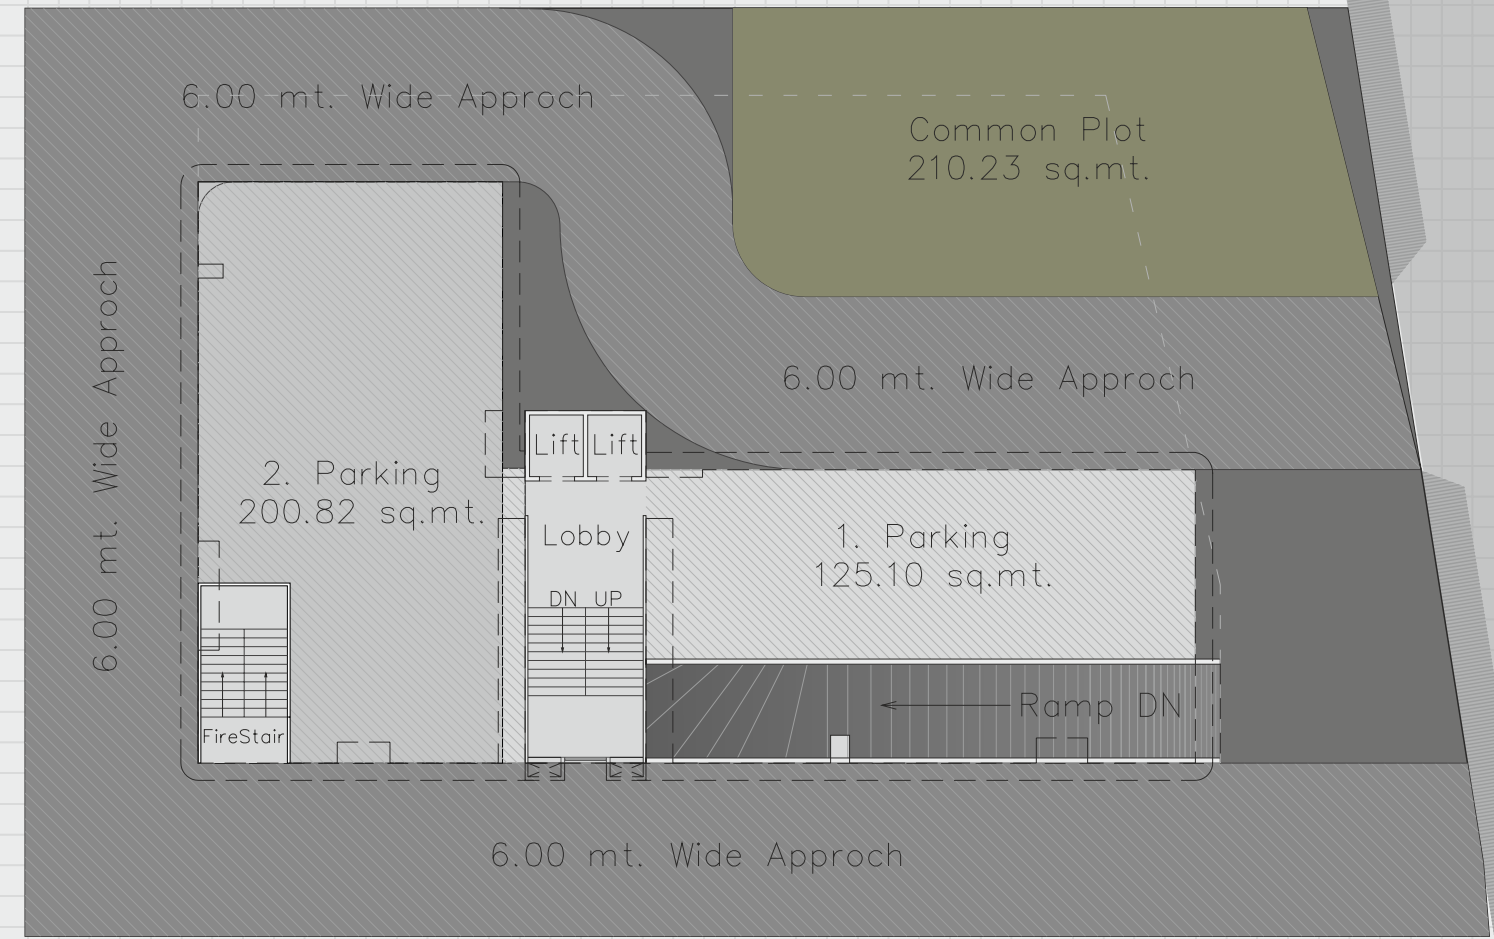 6.00 mt. Wide Approch
Common Plot
210.23 sq.mt.
6.00 mt. Wide Approch
6.00 mt. Wide Approch
Lift Lift
2. Parking
200.82 sq.mt.
Lobby
1. Parking
125.10 sq.mt.
DN UP
Ramp DN
FireStair
6.00 mt. Wide Approch